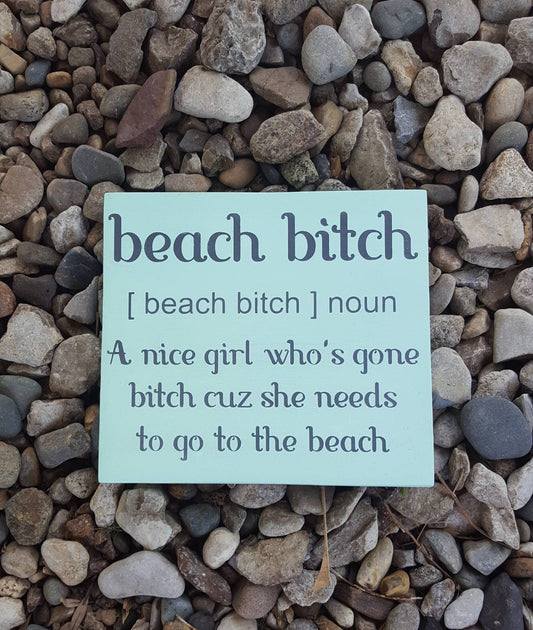 beach bitch
[ beach bitch ] noun
A nice girl who's gone
bitch cuz she needs
to go to the beach